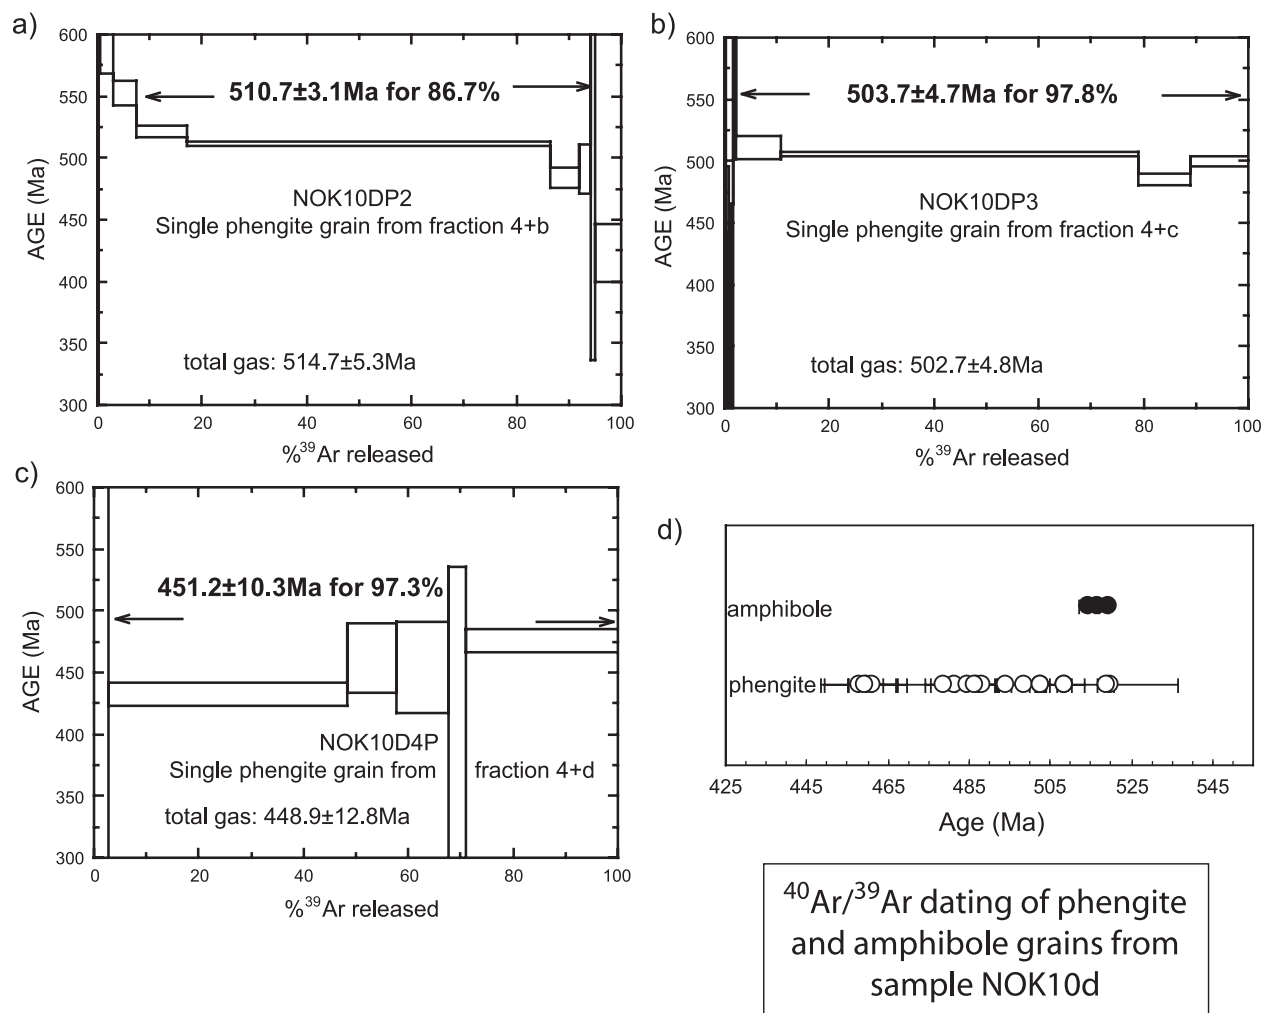 a)
600
550
500
450
400
350
300
AGE (Ma)
510.7±3.1Ma for 86.7%
NOK10DP2
Single phengite grain from fraction 4+b
total gas: 514.7±5.3Ma
0 20 40 60 80 100
%³⁹Ar released
b)
600
550
500
450
400
350
300
AGE (Ma)
503.7±4.7Ma for 97.8%
NOK10DP3
Single phengite grain from fraction 4+c
total gas: 502.7±4.8Ma
0 20 40 60 80 100
%³⁹Ar released
c)
600
550
500
450
400
350
300
AGE (Ma)
451.2±10.3Ma for 97.3%
NOK10D4P
Single phengite grain from fraction 4+d
total gas: 448.9±12.8Ma
0 20 40 60 80 100
%³⁹Ar released
d)
amphibole
phengite
425 445 465 485 505 525 545
Age (Ma)
⁴⁰Ar/³⁹Ar dating of phengite
and amphibole grains from
sample NOK10d